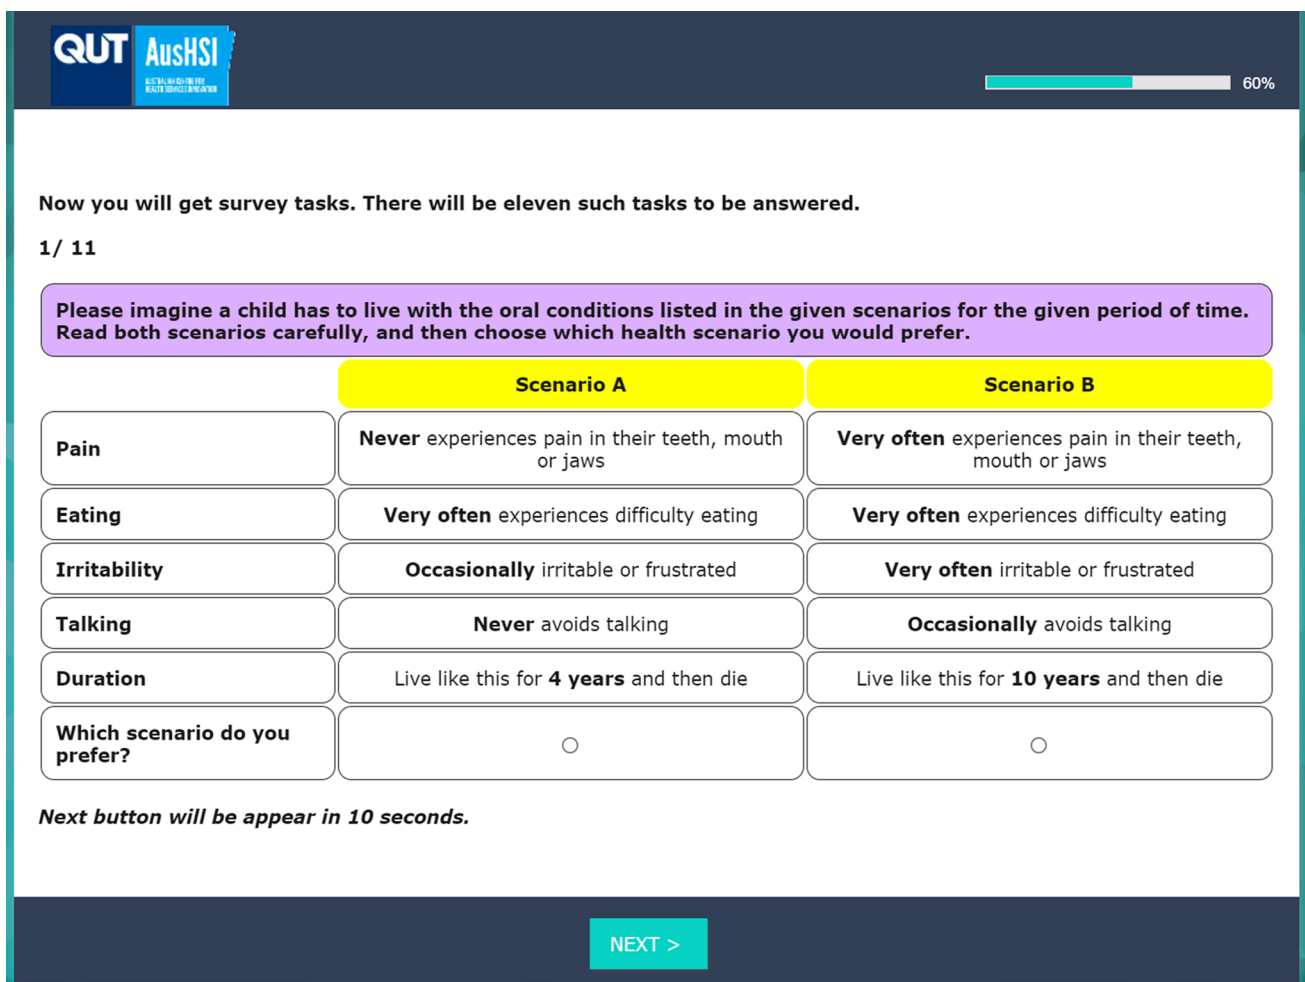 QUT
AusHSI
AUSTRALIAN CENTRE FOR
HEALTH SERVICES INNOVATION
60%
Now you will get survey tasks. There will be eleven such tasks to be answered.
1/ 11
Please imagine a child has to live with the oral conditions listed in the given scenarios for the given period of time.
Read both scenarios carefully, and then choose which health scenario you would prefer.
Scenario A
Scenario B
Pain
Never experiences pain in their teeth, mouth
or jaws
Very often experiences pain in their teeth,
mouth or jaws
Eating
Very often experiences difficulty eating
Very often experiences difficulty eating
Irritability
Occasionally irritable or frustrated
Very often irritable or frustrated
Talking
Never avoids talking
Occasionally avoids talking
Duration
Live like this for 4 years and then die
Live like this for 10 years and then die
Which scenario do you
prefer?
Next button will be appear in 10 seconds.
NEXT >